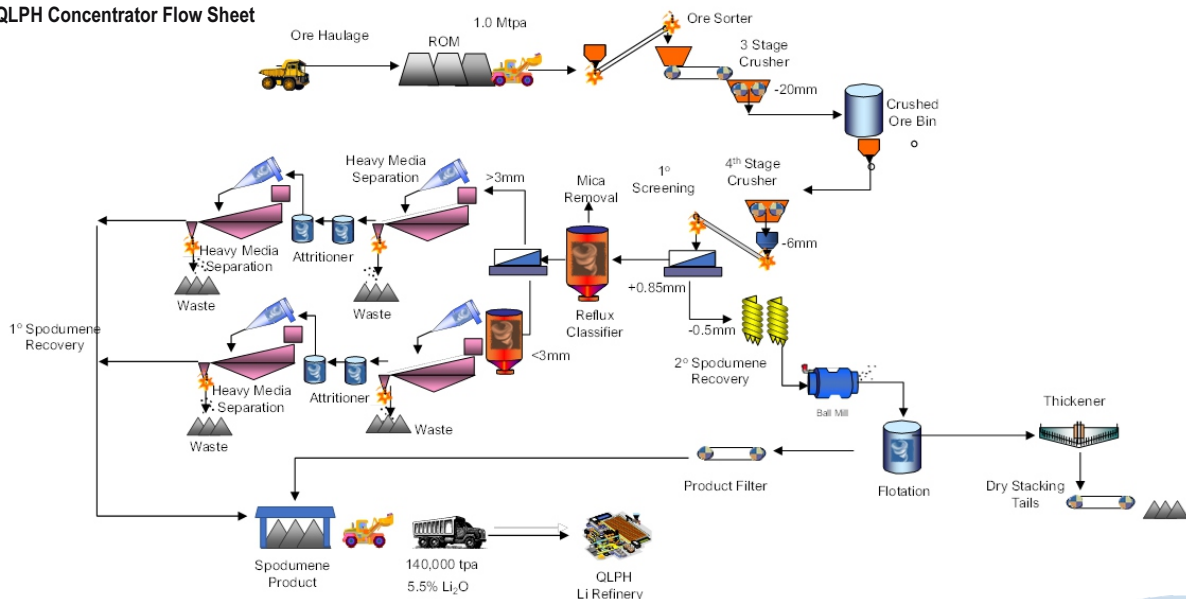 QLPH Concentrator Flow Sheet
Ore Haulage
ROM
1.0 Mtpa
Ore Sorter
3 Stage
Crusher
-20mm
Crushed
Ore Bin
4th Stage
Crusher
-6mm
1° 
Screening
+0.85mm
-0.5mm
Mica
Removal
Reflux
Classifier
>3mm
<3mm
Heavy Media
Separation
Attritioner
Heavy Media
Separation
Waste
Waste
1° Spodumene
Recovery
Heavy Media
Separation
Attritioner
Waste
Waste
2° Spodumene
Recovery
Ball Mill
Flotation
Thickener
Dry Stacking
Tails
Product Filter
Spodumene
Product
140,000 tpa
5.5% Li₂O
QLPH
Li Refinery